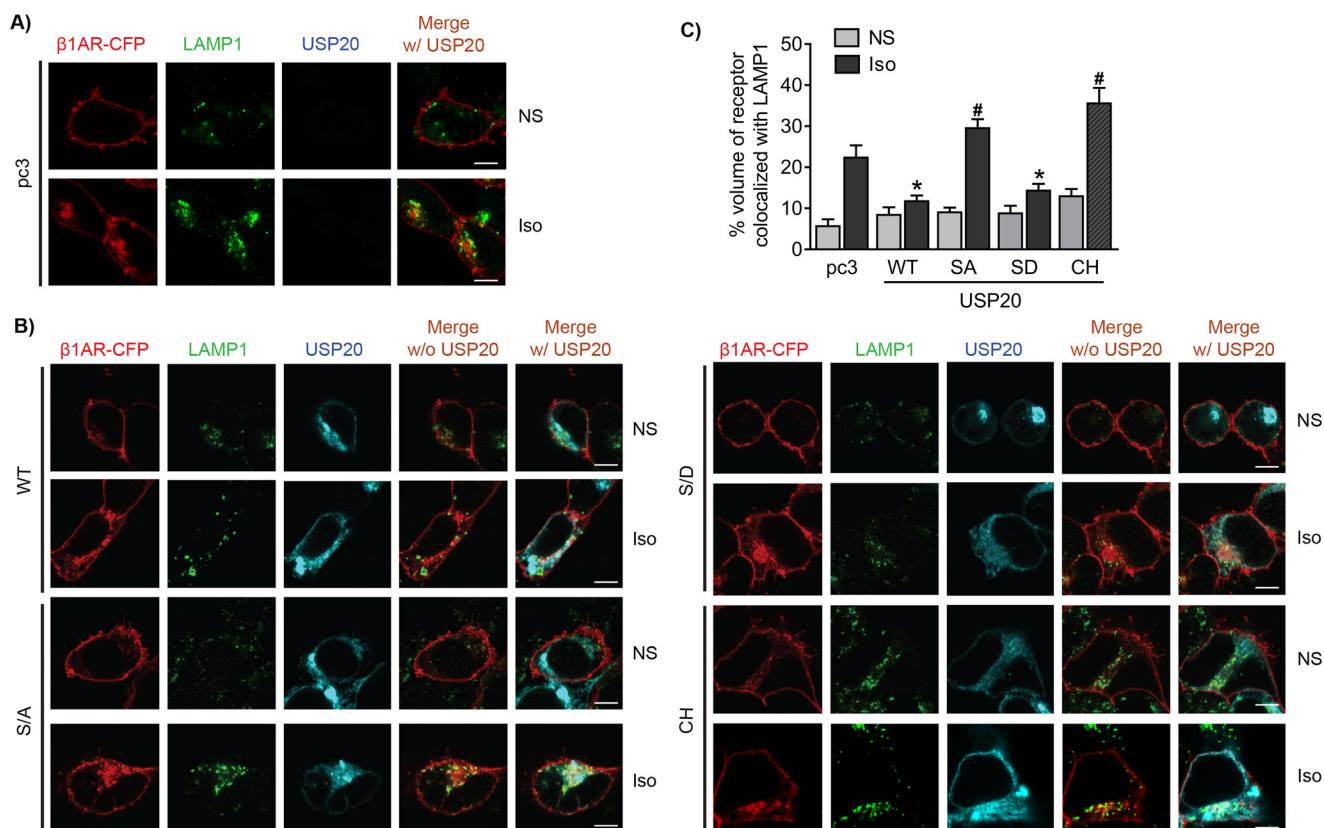 A)
β1AR-CFP LAMP1 USP20 Merge
w/ USP20
pc3
NS
Iso
C)
% volume of receptor
colocalized with LAMP1
50
40
30
20
10
0
NS
Iso
* # * #
pc3 WT SA SD CH
USP20
B)
β1AR-CFP LAMP1 USP20 Merge
w/o USP20 Merge
w/ USP20
WT
NS
Iso
S/A
NS
Iso
β1AR-CFP LAMP1 USP20 Merge
w/o USP20 Merge
w/ USP20
S/D
NS
Iso
CH
NS
Iso